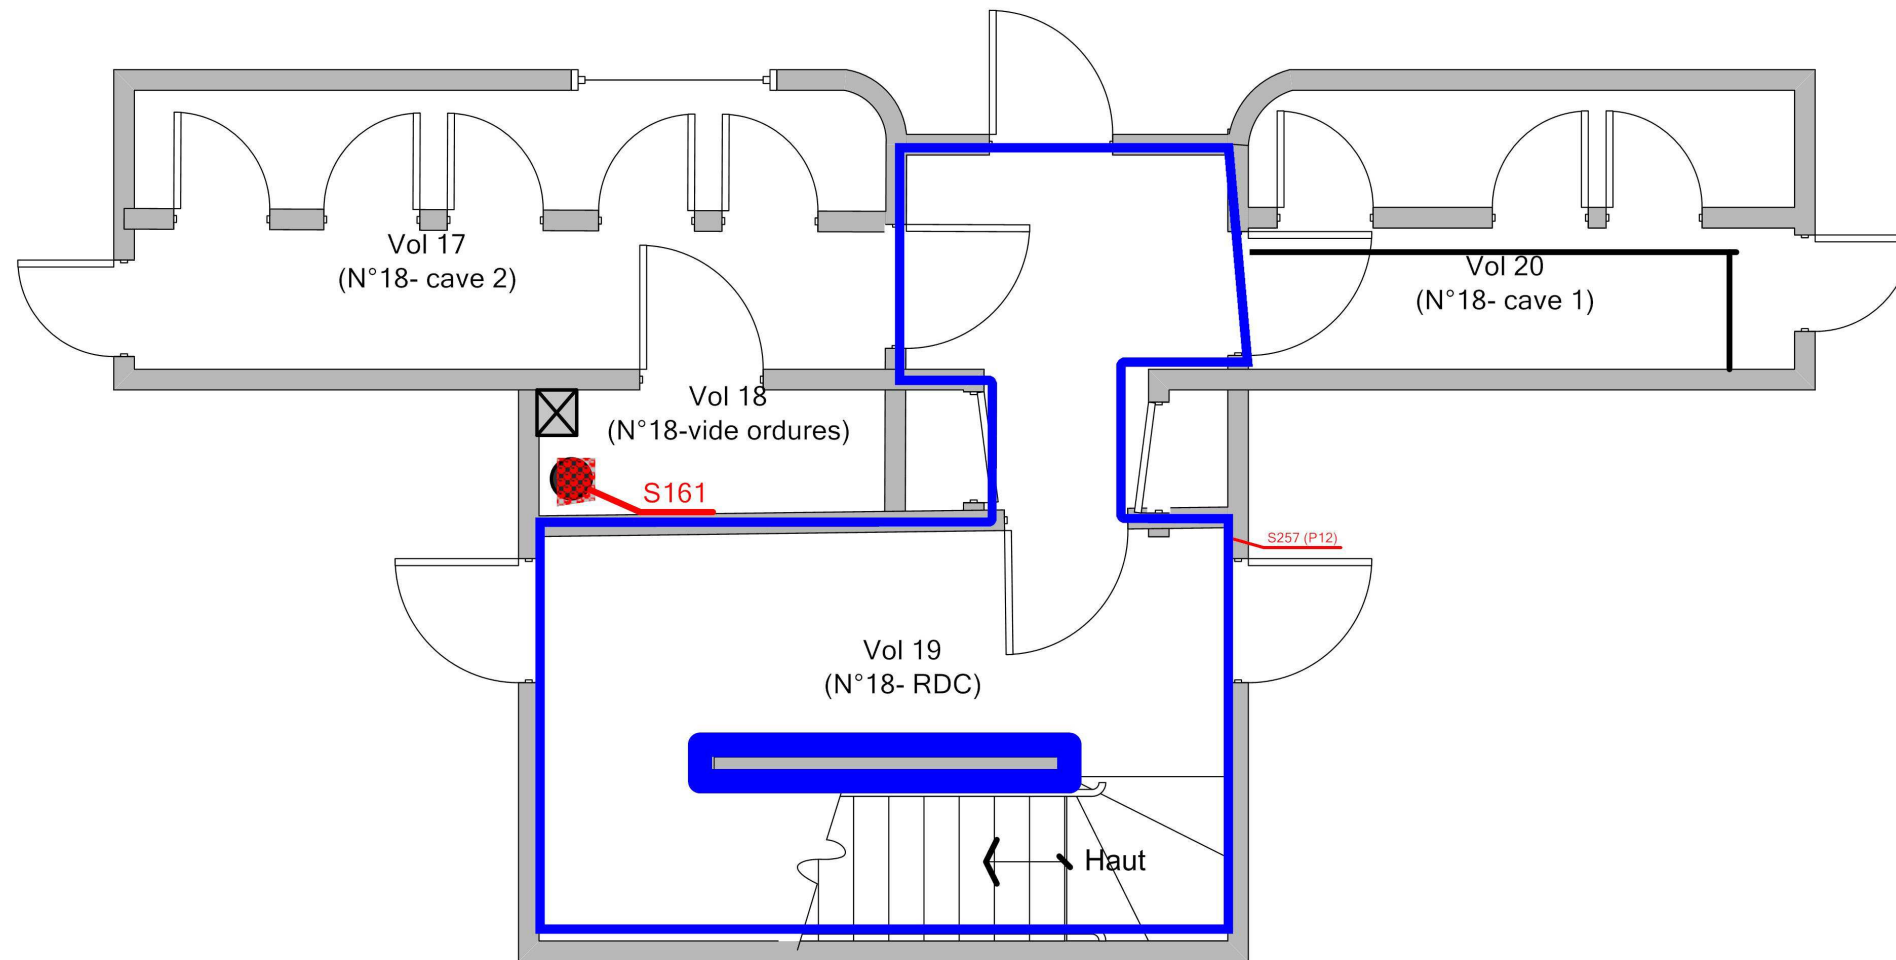 Vol 17
(N°18- cave 2)
Vol 20
(N°18- cave 1)
Vol 18
(N°18-vide ordures)
S161
S257 (P12)
Vol 19
(N°18- RDC)
Haut